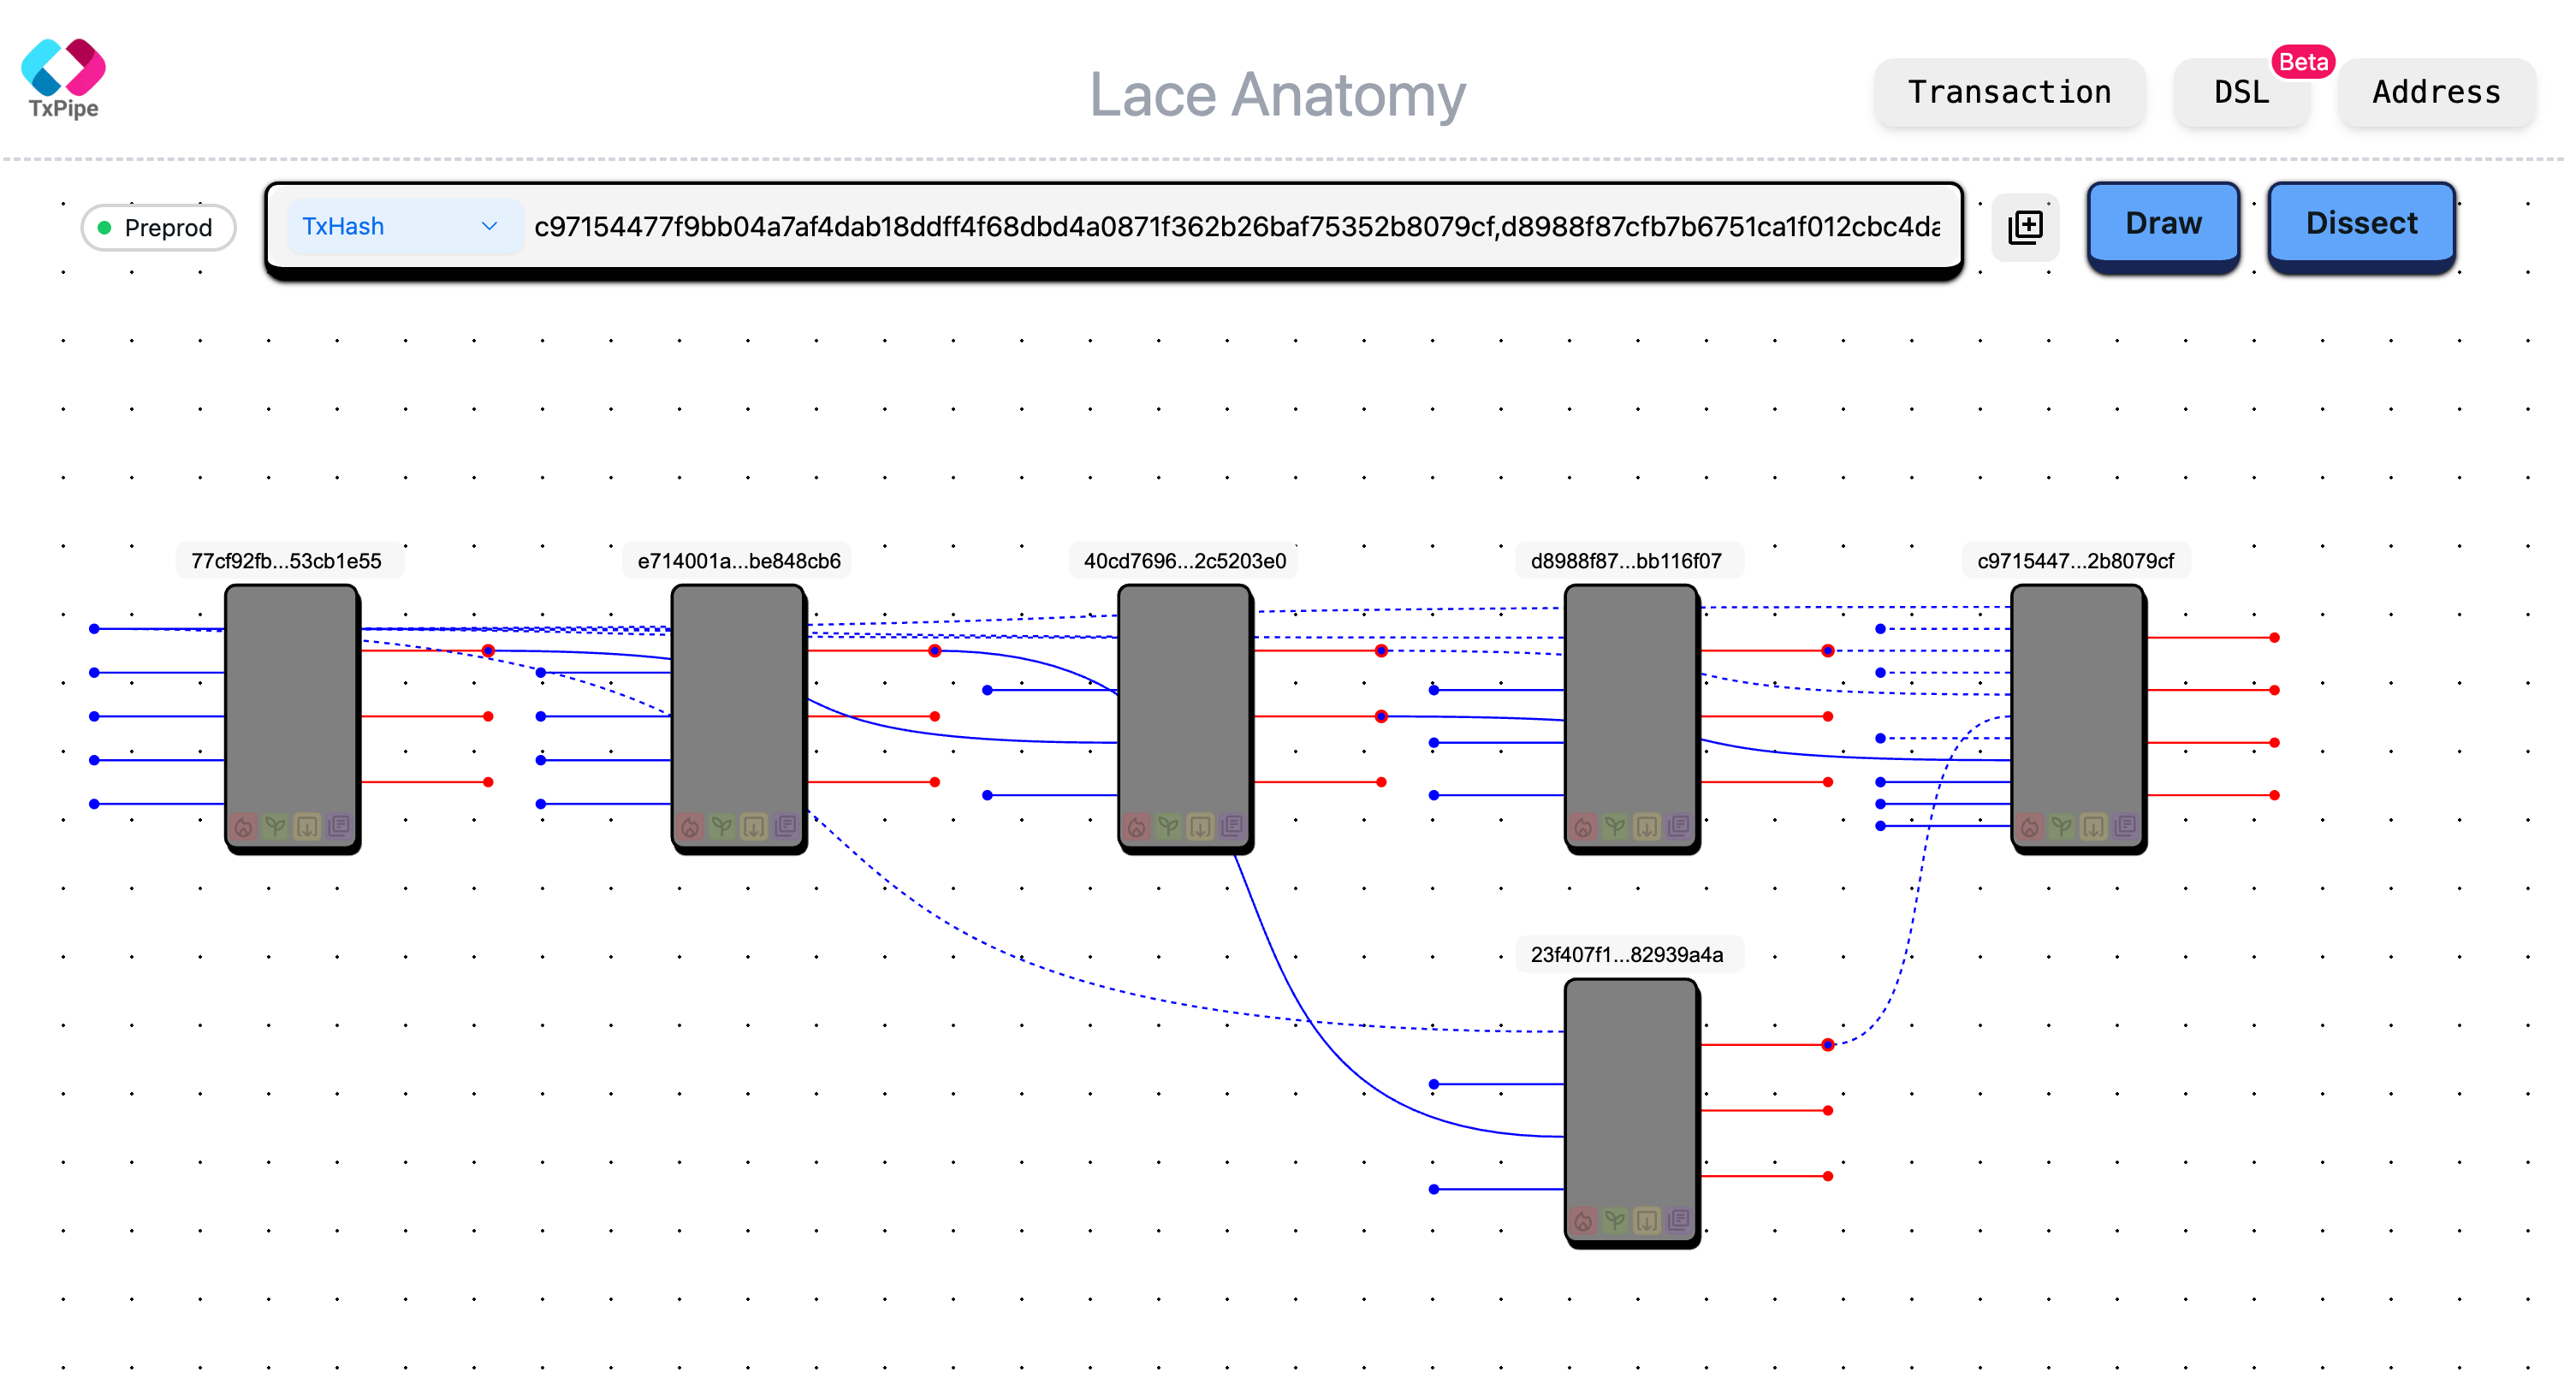 TxPipe
Lace Anatomy
Transaction
DSL
Beta
Address
Preprod
TxHash
c97154477f9bb04a7af4dab18ddff4f68dbd4a0871f362b26baf75352b8079cf,d8988f87cfb7b6751ca1f012cbc4da
Draw
Dissect
77cf92fb...53cb1e55
e714001a...be848cb6
40cd7696...2c5203e0
d8988f87...bb116f07
c9715447...2b8079cf
23f407f1...82939a4a